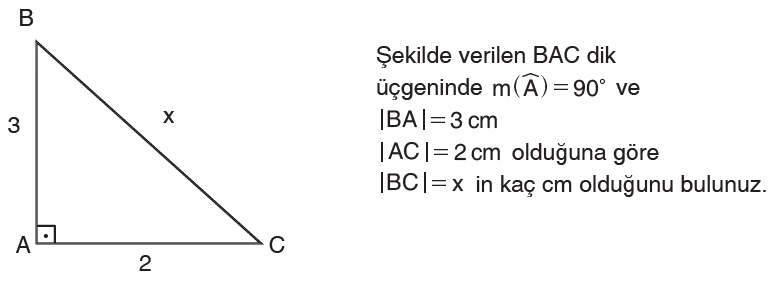 B
3
x
A
2
C
Şekilde verilen BAC dik
üçgeninde m(Â) = 90° ve
|BA| = 3 cm
|AC| = 2 cm olduğuna göre
|BC| = x in kaç cm olduğunu bulunuz.